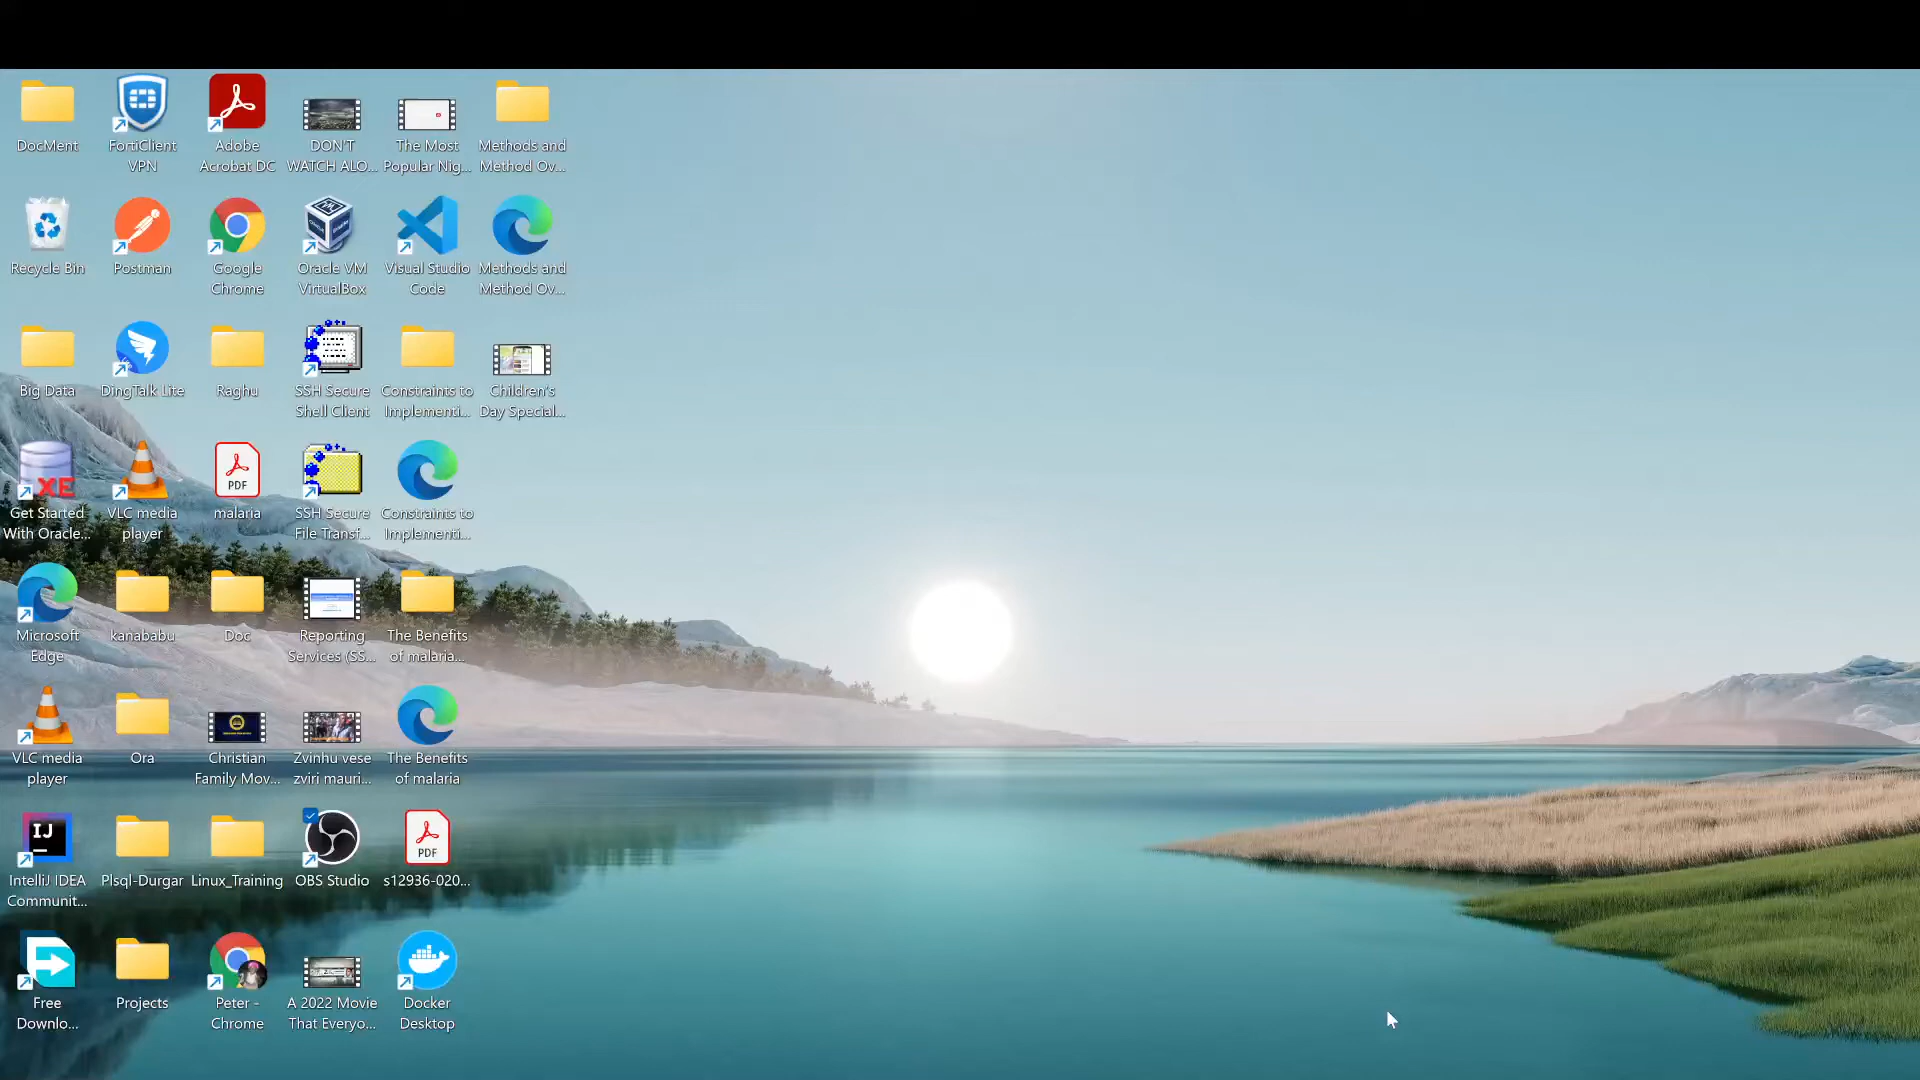 DocMent
FortiClient
VPN
Adobe
Acrobat DC
DON'T
WATCH ALO...
The Most
Popular Nig...
Methods and
Method Ov...
Recycle Bin
Postman
Google
Chrome
Oracle VM
VirtualBox
Visual Studio
Code
Methods and
Method Ov...
Big Data
DingTalk Lite
Raghu
SSH Secure
Shell Client
Constraints to
Implementi...
Children's
Day Special...
XE
Get Started
With Oracle...
VLC media
player
PDF
malaria
SSH Secure
File Transf...
Constraints to
Implementi...
Microsoft
Edge
kanababu
Doc
Reporting
Services (SS...
The Benefits
of malaria...
VLC media
player
Ora
Christian
Family Mov...
Zvinhu vese
zviri mauri...
The Benefits
of malaria
IJ
IntelliJ IDEA
Communit...
Plsql-Durgar
Linux_Training
OBS Studio
PDF
s12936-020...
Free
Downlo...
Projects
Peter -
Chrome
A 2022 Movie
That Everyo...
Docker
Desktop